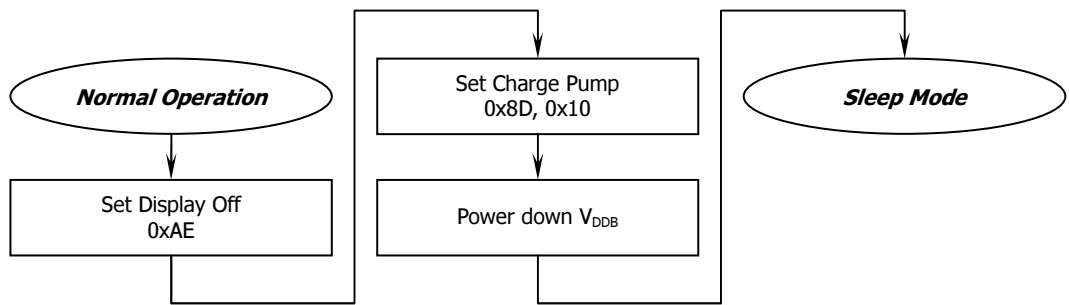 Normal Operation
Set Display Off
0xAE
Set Charge Pump
0x8D, 0x10
Power down VDDB
Sleep Mode